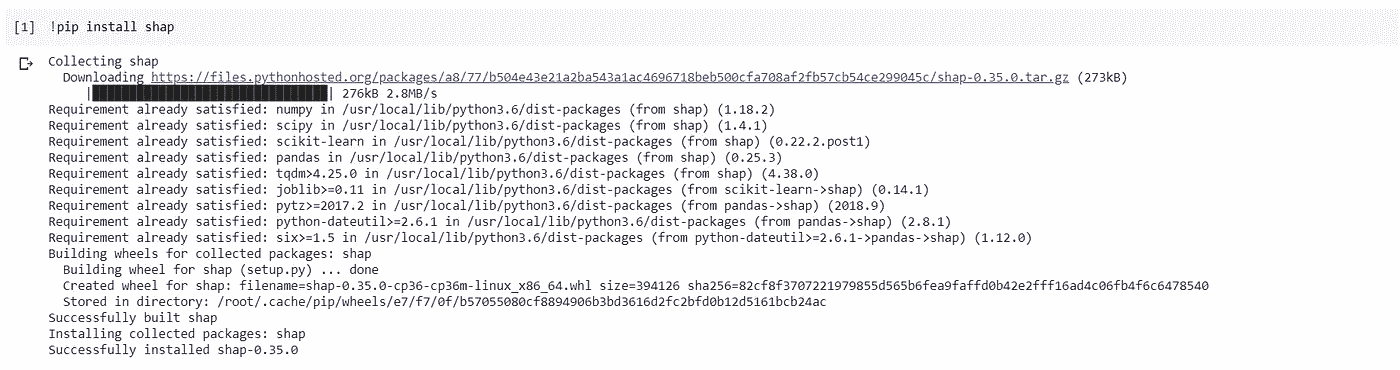 [1] !pip install shap
Collecting shap
Downloading https://files.pythonhosted.org/packages/a8/77/b504e43e21a2ba543a1ac4696718beb500cfa708af2fb57cb54ce299045c/shap-0.35.0.tar.gz (273kB)
|████████████████████████████████| 276kB 2.8MB/s
Requirement already satisfied: numpy in /usr/local/lib/python3.6/dist-packages (from shap) (1.18.2)
Requirement already satisfied: scipy in /usr/local/lib/python3.6/dist-packages (from shap) (1.4.1)
Requirement already satisfied: scikit-learn in /usr/local/lib/python3.6/dist-packages (from shap) (0.22.2.post1)
Requirement already satisfied: pandas in /usr/local/lib/python3.6/dist-packages (from shap) (0.25.3)
Requirement already satisfied: tqdm>4.25.0 in /usr/local/lib/python3.6/dist-packages (from shap) (4.38.0)
Requirement already satisfied: joblib>=0.11 in /usr/local/lib/python3.6/dist-packages (from scikit-learn->shap) (0.14.1)
Requirement already satisfied: pytz>=2017.2 in /usr/local/lib/python3.6/dist-packages (from pandas->shap) (2018.9)
Requirement already satisfied: python-dateutil>=2.6.1 in /usr/local/lib/python3.6/dist-packages (from pandas->shap) (2.8.1)
Requirement already satisfied: six>=1.5 in /usr/local/lib/python3.6/dist-packages (from python-dateutil>=2.6.1->pandas->shap) (1.12.0)
Building wheels for collected packages: shap
Building wheel for shap (setup.py) ... done
Created wheel for shap: filename=shap-0.35.0-cp36-cp36m-linux_x86_64.whl size=394126 sha256=82cf8f3707221979855d565b6fea9faffd0b42e2fff16ad4c06fb4f6c6478540
Stored in directory: /root/.cache/pip/wheels/e7/f7/0f/b57055080cf8894906b3bd3616d2fc2bfd0b12d5161bcb24ac
Successfully built shap
Installing collected packages: shap
Successfully installed shap-0.35.0